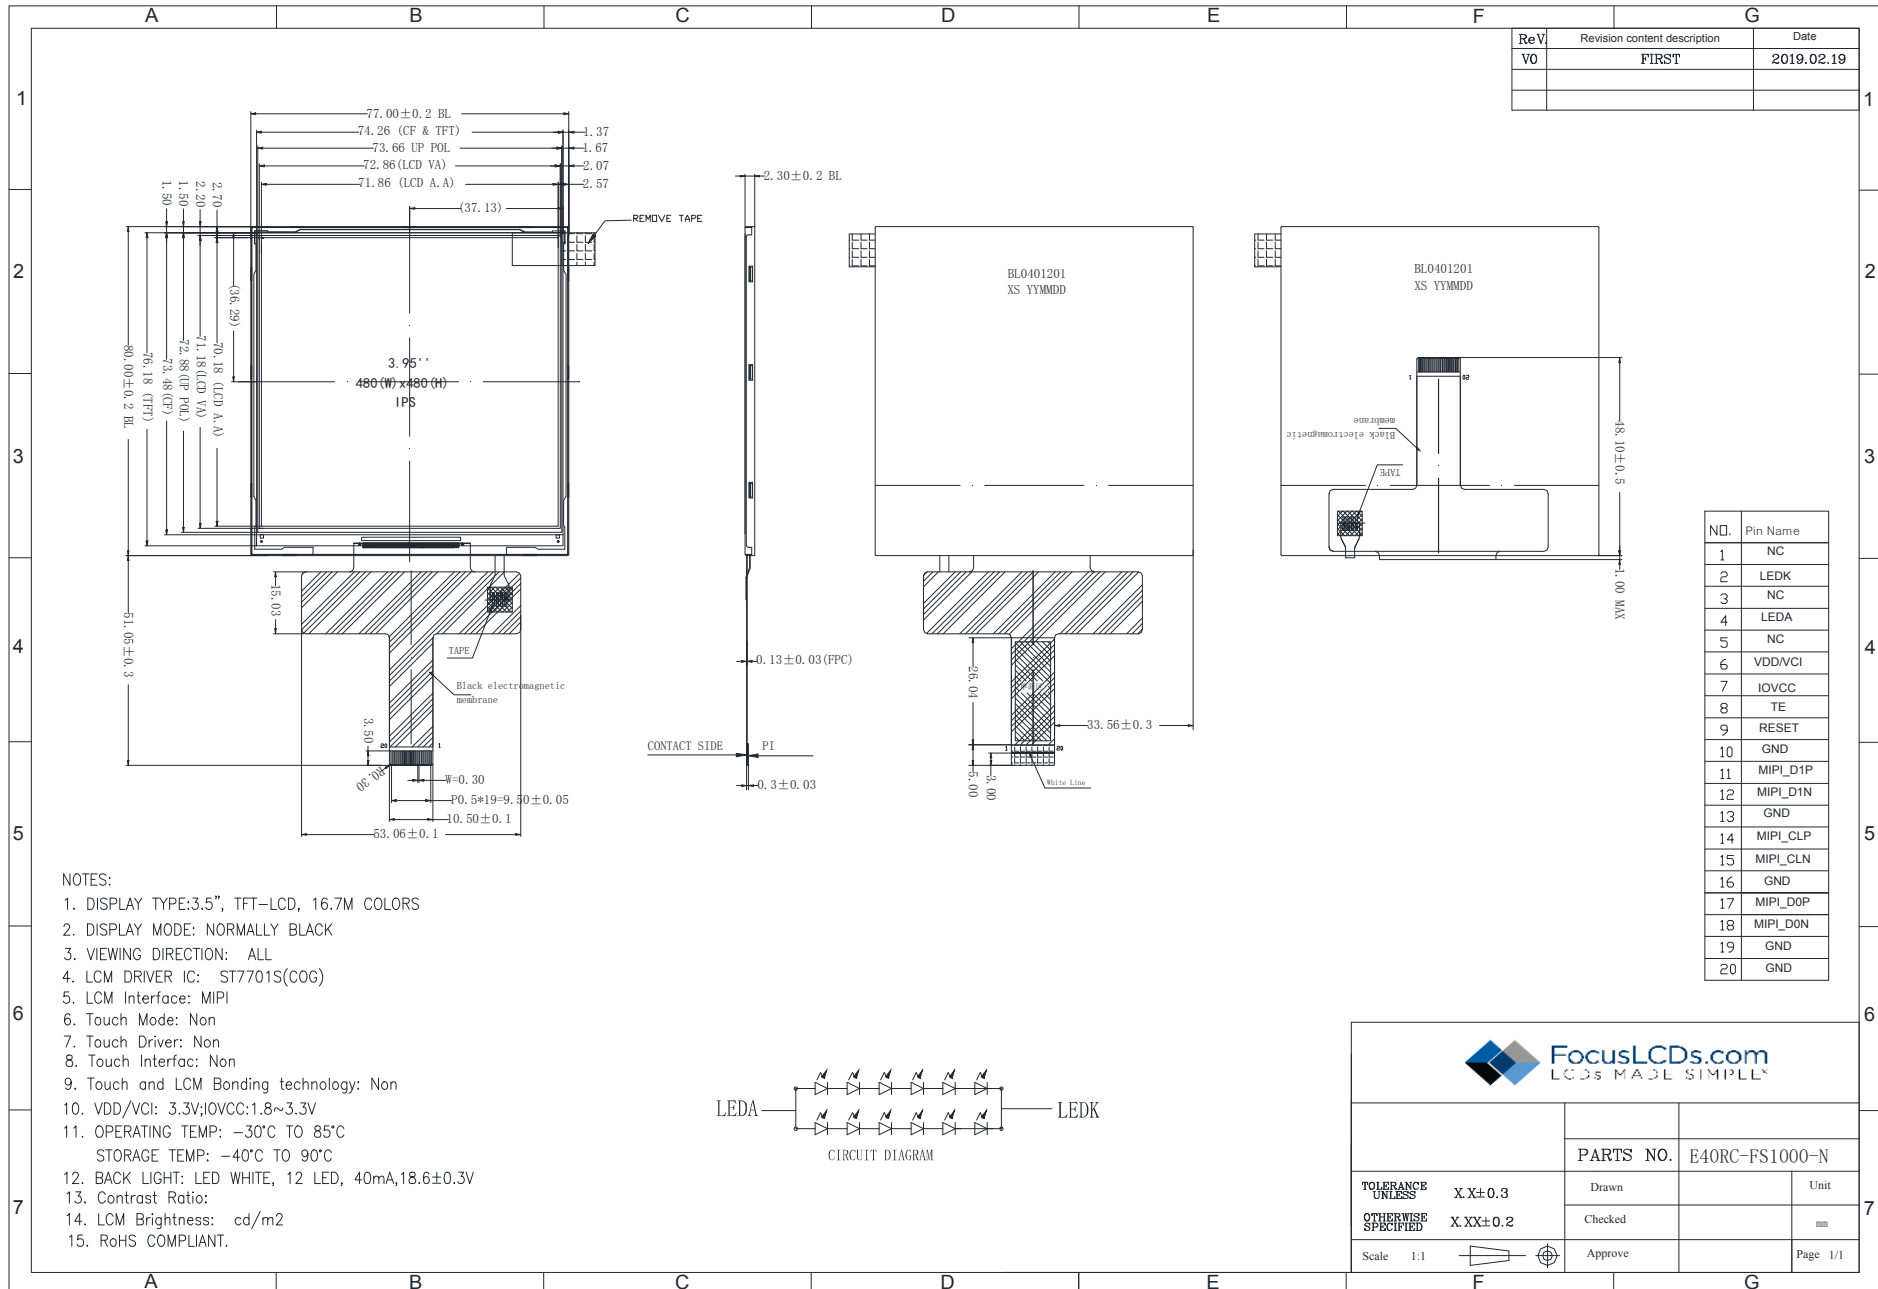 A B C D E F G
ReV. Revision content description Date
V0 FIRST 2019.02.19
1 1
2 2
3 3
4 4
5 5
6 6
7 7
77.00±0.2 BL
74.26 (CF & TFT)
73.66 UP POL
72.86(LCD VA)
71.86 (LCD A.A)
(37.13)
1.37
1.67
2.07
2.57
1.50
1.50
2.20
2.70
REMOVE TAPE
(36.29)
80.00±0.2 BL
76.18 (TFT)
73.48(CF)
72.88(UP POL)
71.18(LCD VA)
70.18 (LCD A.A)
3.95''
480(W)x480(H)
IPS
51.05±0.3
15.03
TAPE
Black electromagnetic
membrane
3.50
20 1
R0.30
W=0.30
P0.5*19=9.50±0.05
10.50±0.1
53.06±0.1
2.30±0.2 BL
0.13±0.03(FPC)
CONTACT SIDE PI
0.3±0.03
BL0401201
XS YYMMDD
26.04
33.56±0.3
1 20
5.00
3.00
White Line
BL0401201
XS YYMMDD
1 20
Black electromagnetic
membrane
TAPE
48.10±0.5
1.00 MAX
NO. Pin Name
1 NC
2 LEDK
3 NC
4 LEDA
5 NC
6 VDD/VCI
7 IOVCC
8 TE
9 RESET
10 GND
11 MIPI_D1P
12 MIPI_D1N
13 GND
14 MIPI_CLP
15 MIPI_CLN
16 GND
17 MIPI_D0P
18 MIPI_D0N
19 GND
20 GND
NOTES:
1. DISPLAY TYPE:3.5”, TFT-LCD, 16.7M COLORS
2. DISPLAY MODE: NORMALLY BLACK
3. VIEWING DIRECTION: ALL
4. LCM DRIVER IC: ST7701S(COG)
5. LCM Interface: MIPI
6. Touch Mode: Non
7. Touch Driver: Non
8. Touch Interfac: Non
9. Touch and LCM Bonding technology: Non
10. VDD/VCI: 3.3V;IOVCC:1.8~3.3V
11. OPERATING TEMP: -30°C TO 85°C
STORAGE TEMP: -40°C TO 90°C
12. BACK LIGHT: LED WHITE, 12 LED, 40mA,18.6±0.3V
13. Contrast Ratio:
14. LCM Brightness: cd/m2
15. RoHS COMPLIANT.
LEDA LEDK
CIRCUIT DIAGRAM
FocusLCDs.com
LCDs MADE SIMPLE
PARTS NO. E40RC-FS1000-N
TOLERANCE
UNLESS X.X±0.3
OTHERWISE
SPECIFIED X.XX±0.2
Drawn Unit
Checked mm
Scale 1:1 Approve Page 1/1
A B C D E F G